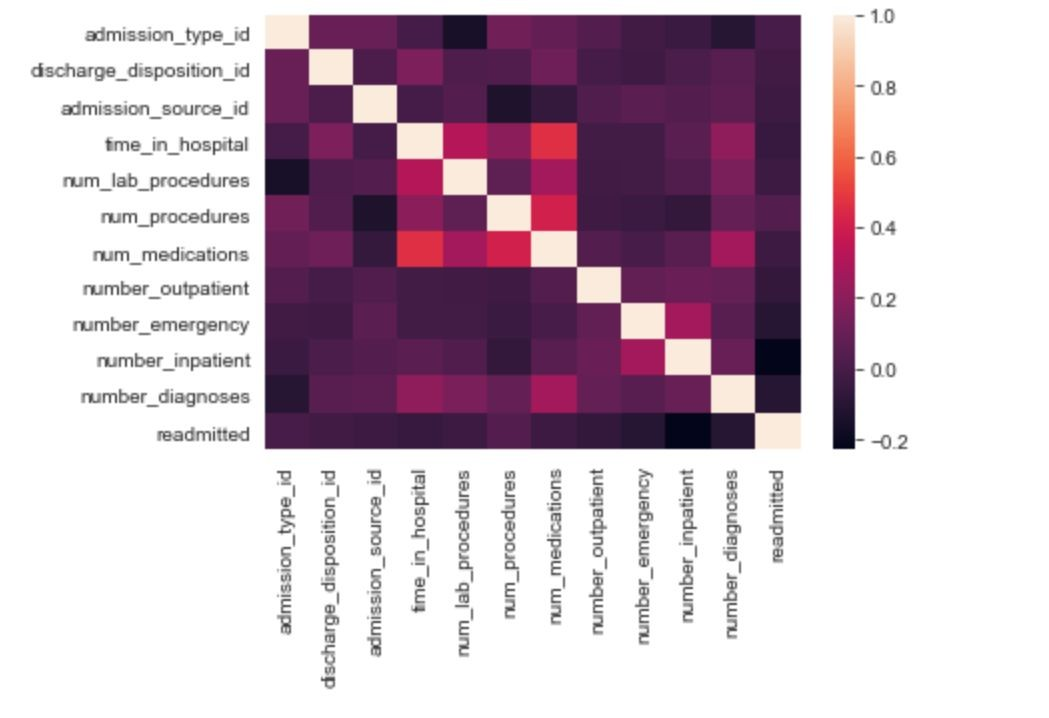 admission_type_id
discharge_disposition_id
admission_source_id
time_in_hospital
num_lab_procedures
num_procedures
num_medications
number_outpatient
number_emergency
number_inpatient
number_diagnoses
readmitted
1.0
0.8
0.6
0.4
0.2
0.0
−0.2
admission_type_id
discharge_disposition_id
admission_source_id
time_in_hospital
num_lab_procedures
num_procedures
num_medications
number_outpatient
number_emergency
number_inpatient
number_diagnoses
readmitted